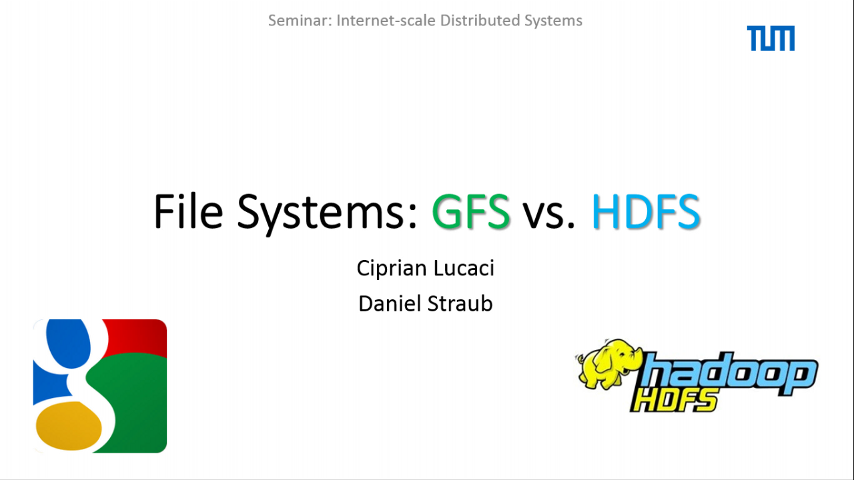 Seminar: Internet-scale Distributed Systems
TUM
File Systems: GFS vs. HDFS
Ciprian Lucaci
Daniel Straub
g
hadoop
HDFS